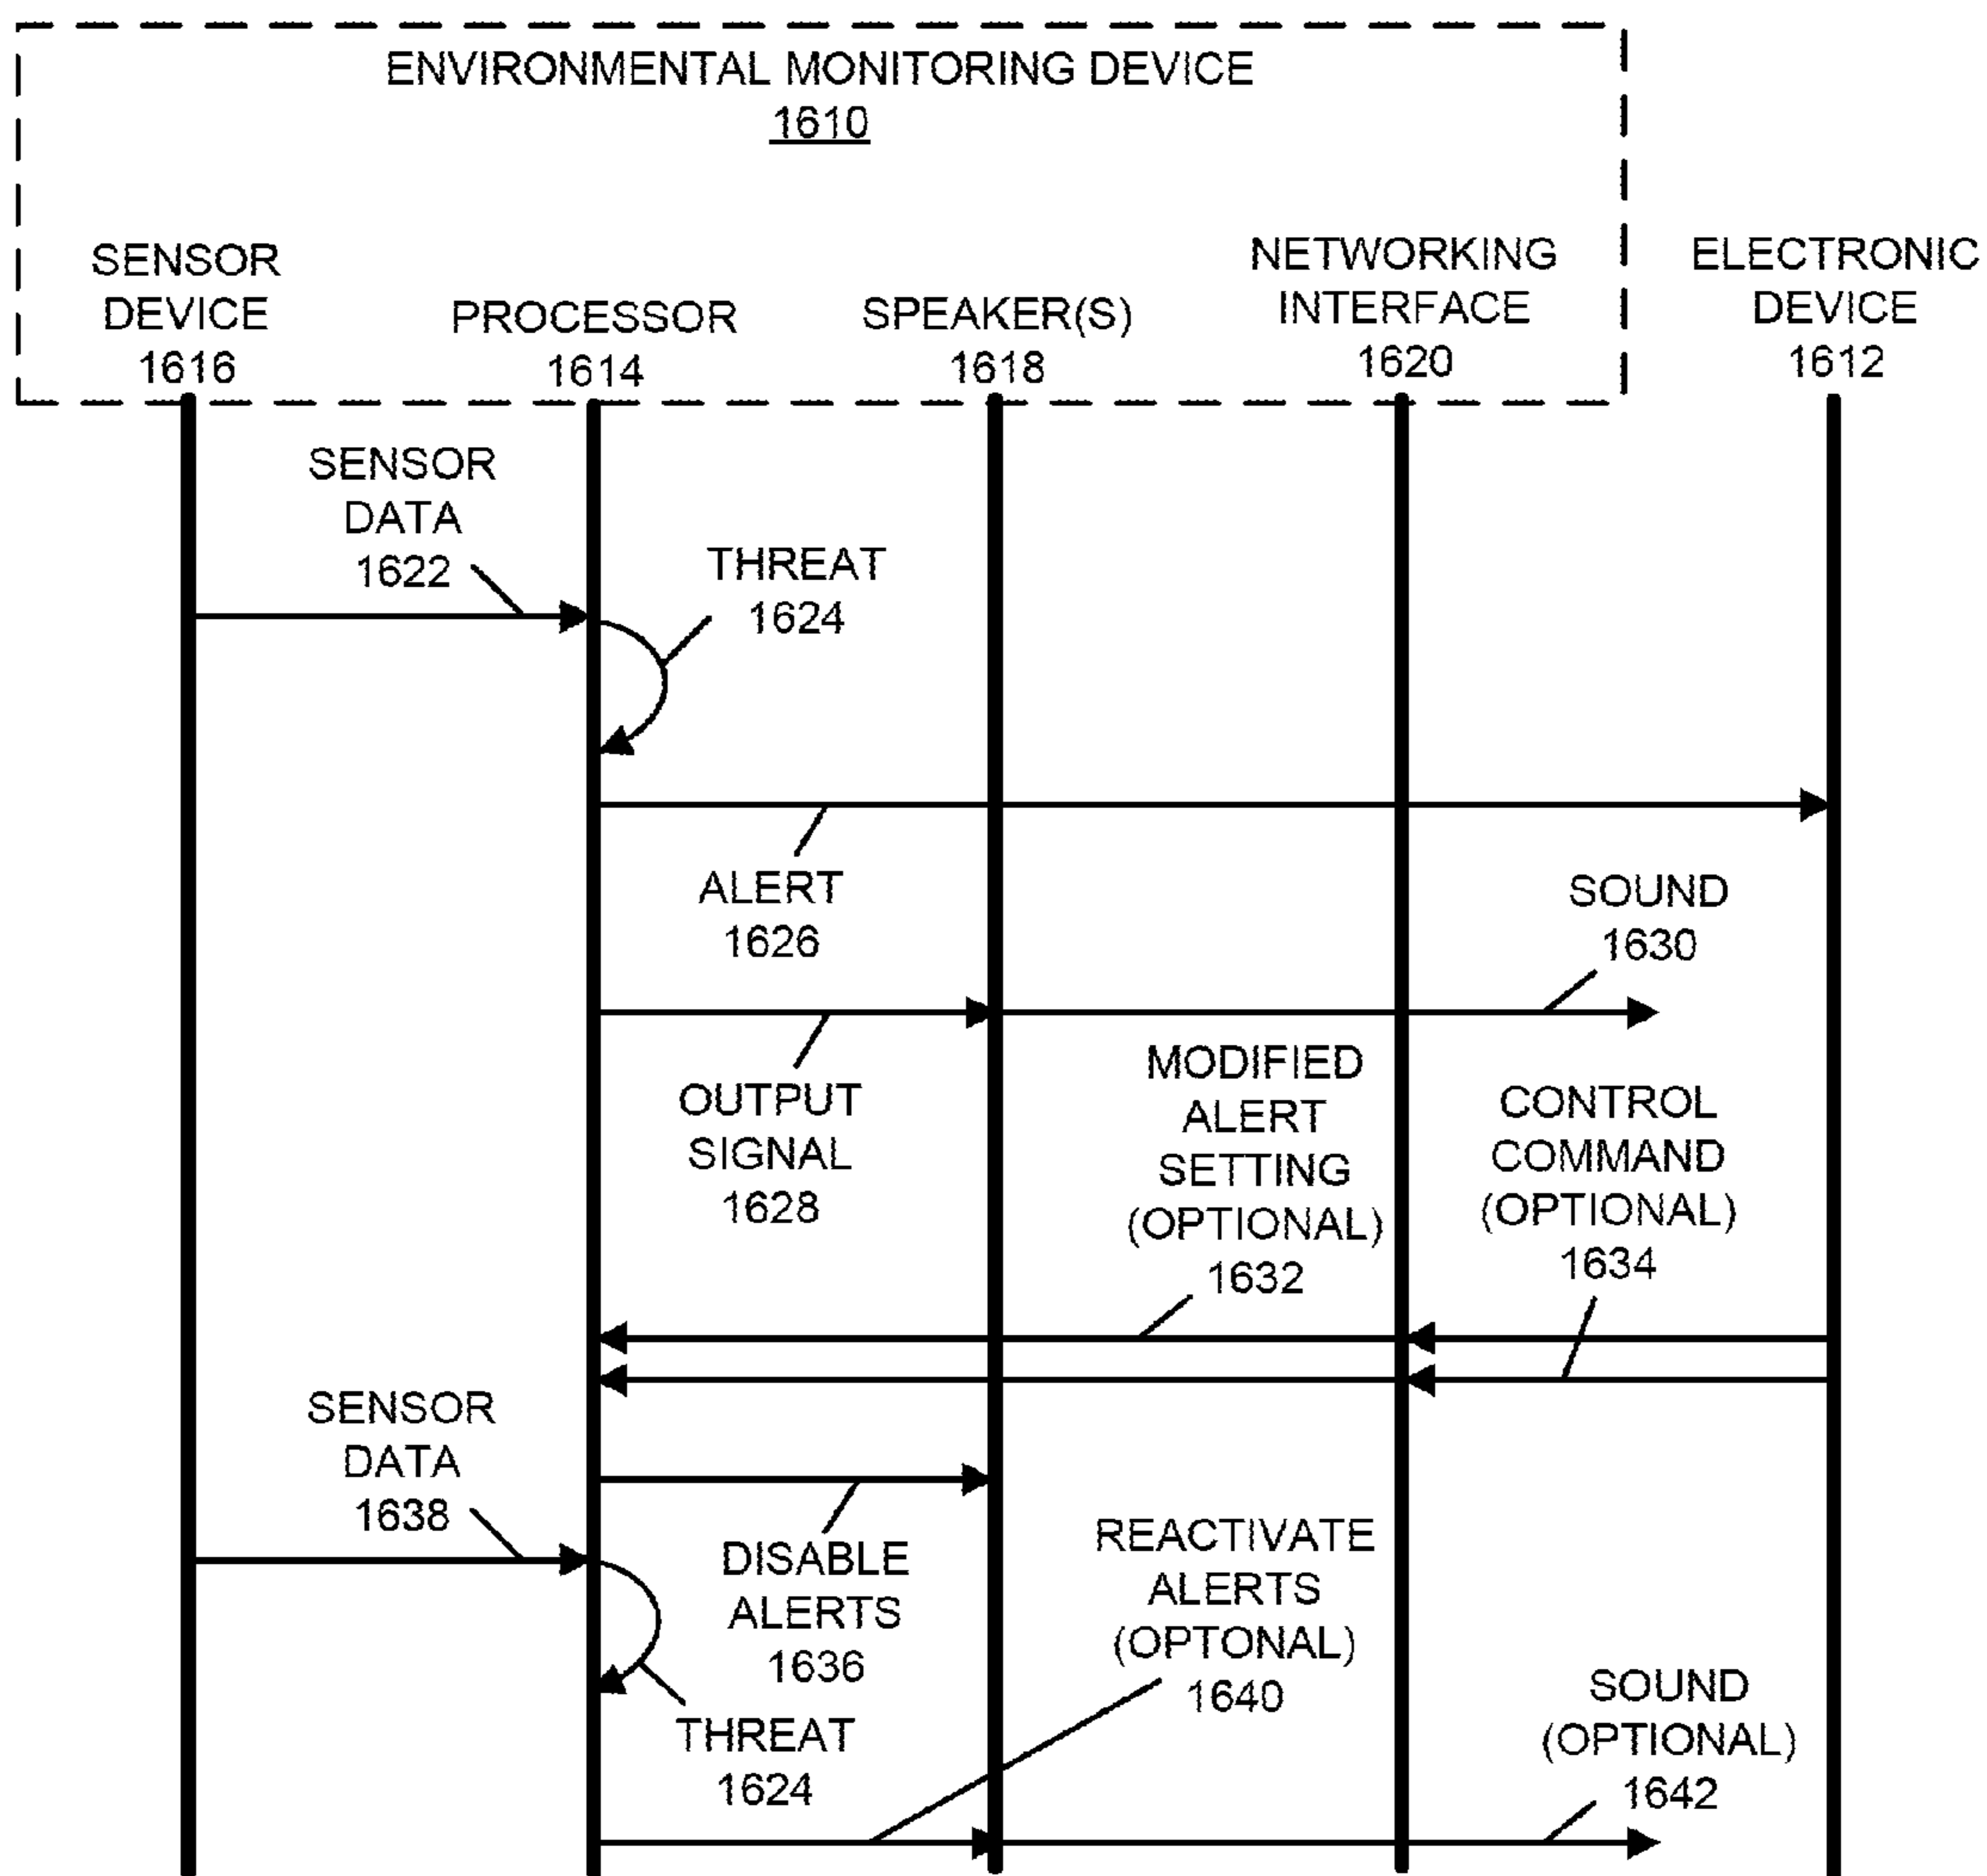 ENVIRONMENTAL MONITORING DEVICE
1610
SENSOR
DEVICE
1616
PROCESSOR
1614
SPEAKER(S)
1618
NETWORKING
INTERFACE
1620
ELECTRONIC
DEVICE
1612
SENSOR
DATA
1622
THREAT
1624
ALERT
1626
SOUND
1630
OUTPUT
SIGNAL
1628
MODIFIED
ALERT
SETTING
(OPTIONAL)
1632
CONTROL
COMMAND
(OPTIONAL)
1634
SENSOR
DATA
1638
DISABLE
ALERTS
1636
REACTIVATE
ALERTS
(OPTONAL)
1640
THREAT
1624
SOUND
(OPTIONAL)
1642